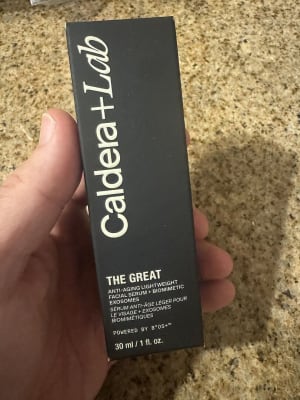 Caldera+Lab
THE GREAT
ANTI-AGING LIGHTWEIGHT
FACIAL SERUM + BIOMIMETIC
EXOSOMES
SÉRUM ANTI-ÂGE LÉGER POUR
LE VISAGE + EXOSOMES
BIOMIMÉTIQUES
30 ml / 1 fl. oz.